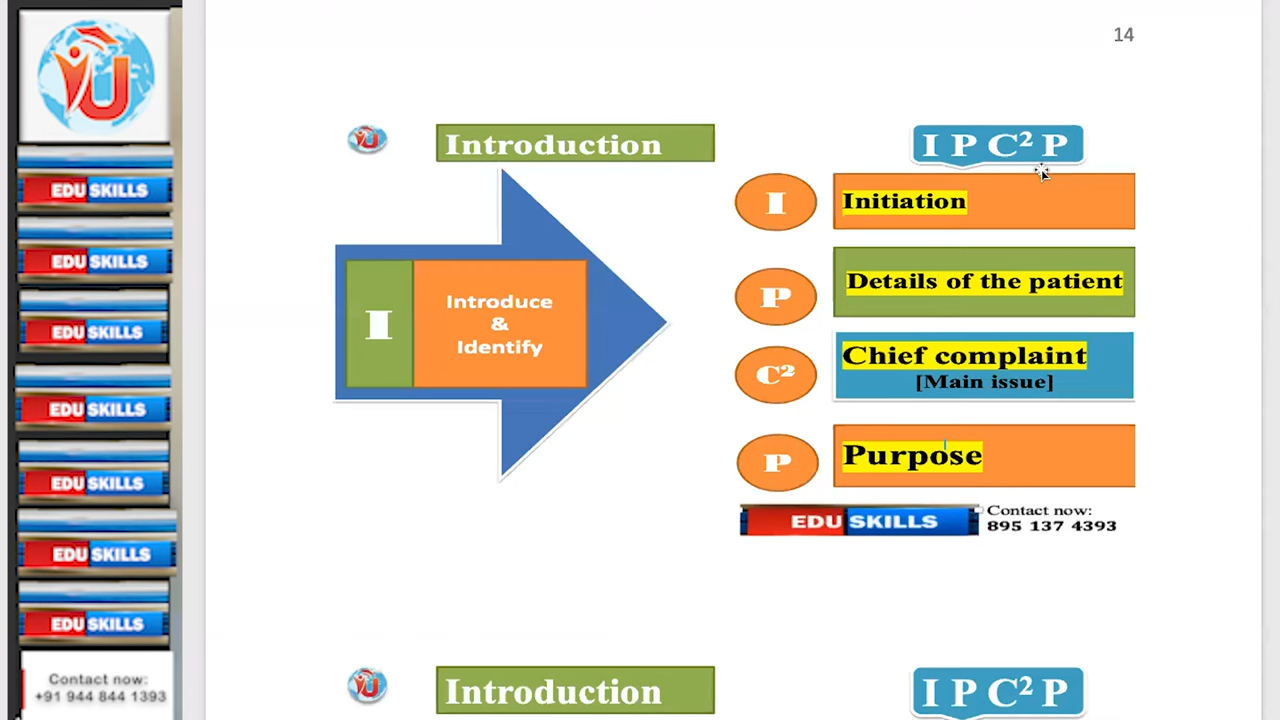 14
Introduction
I P C² P
I
Initiation
P
Details of the patient
I
Introduce
&
Identify
C²
Chief complaint
[Main issue]
P
Purpose
EDU SKILLS
Contact now:
895 137 4393
Introduction
I P C² P
U
EDU SKILLS
EDU SKILLS
EDU SKILLS
EDU SKILLS
EDU SKILLS
EDU SKILLS
EDU SKILLS
Contact now:
+91 944 844 1393